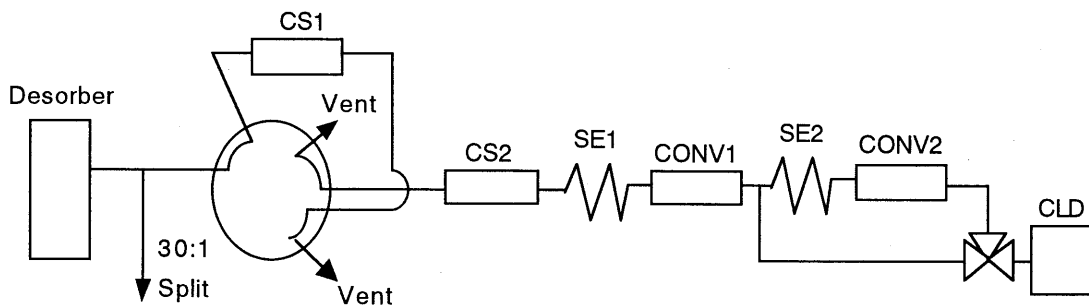 CS1
Desorber
Vent
CS2
SE1
CONV1
SE2
CONV2
CLD
30:1
Split
Vent